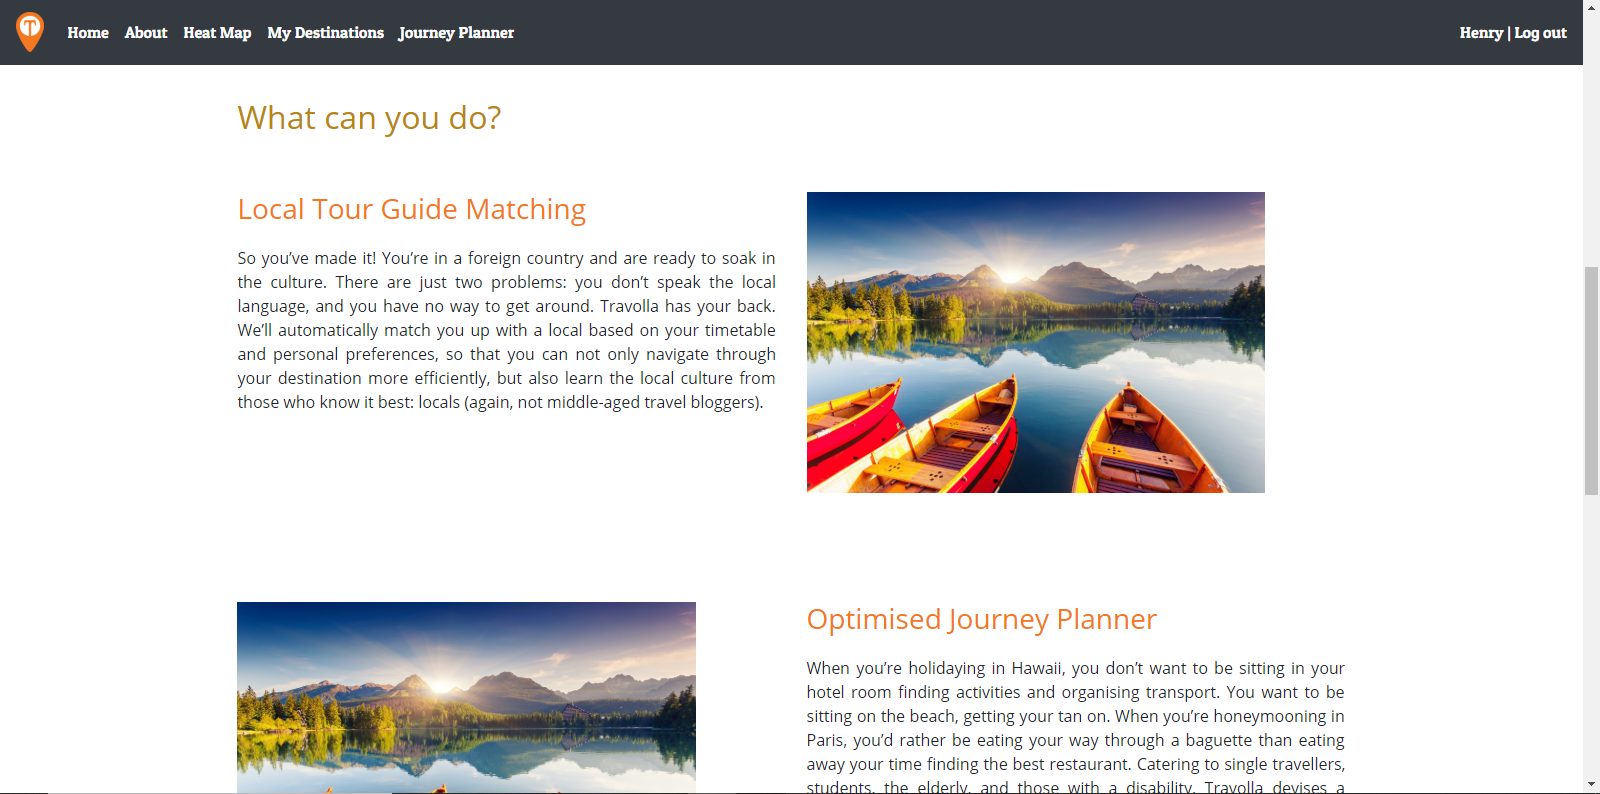 T
Home About Heat Map My Destinations Journey Planner Henry | Log out
What can you do?
Local Tour Guide Matching
So you’ve made it! You’re in a foreign country and are ready to soak in
the culture. There are just two problems: you don’t speak the local
language, and you have no way to get around. Travolla has your back.
We’ll automatically match you up with a local based on your timetable
and personal preferences, so that you can not only navigate through
your destination more efficiently, but also learn the local culture from
those who know it best: locals (again, not middle-aged travel bloggers).
Optimised Journey Planner
When you’re holidaying in Hawaii, you don’t want to be sitting in your
hotel room finding activities and organising transport. You want to be
sitting on the beach, getting your tan on. When you’re honeymooning in
Paris, you’d rather be eating your way through a baguette than eating
away your time finding the best restaurant. Catering to single travellers,
students, the elderly, and those with a disability, Travolla devises a